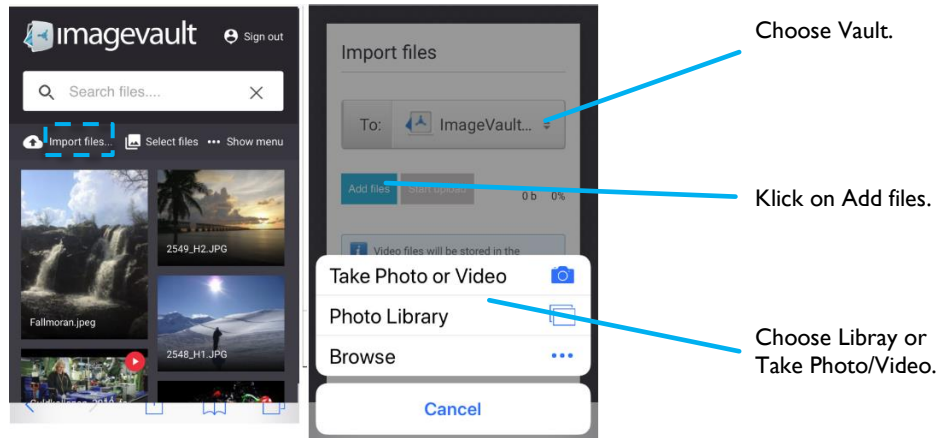 imagevault
Sign out
Search files....
Import files...
Select files
Show menu
2549_H2.JPG
Fallmoran.jpeg
2548_H1.JPG
Import files
To:
ImageVault...
Add files
Start upload
0 b
0%
Video files will be stored in the
Take Photo or Video
Photo Library
Browse
Cancel
Choose Vault.
Klick on Add files.
Choose Libray or
Take Photo/Video.